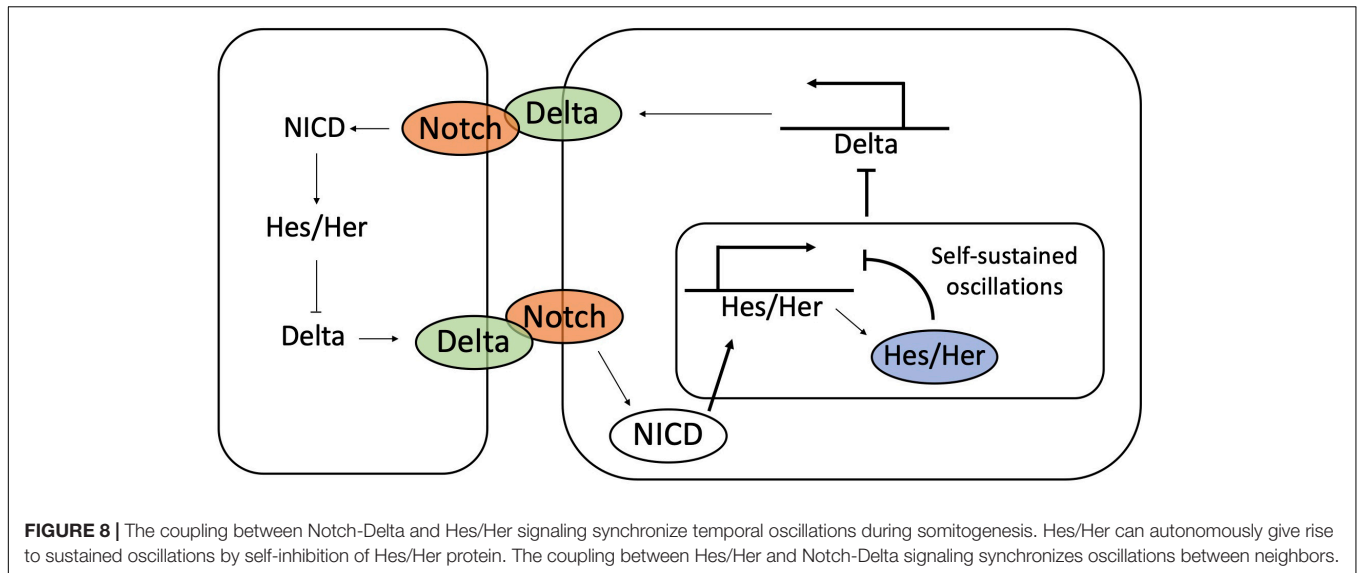 NICD
Notch
Delta
Delta
Hes/Her
Self-sustained
oscillations
Hes/Her
Hes/Her
Delta
Delta
Notch
NICD
FIGURE 8 | The coupling between Notch-Delta and Hes/Her signaling synchronize temporal oscillations during somitogenesis. Hes/Her can autonomously give rise
to sustained oscillations by self-inhibition of Hes/Her protein. The coupling between Hes/Her and Notch-Delta signaling synchronizes oscillations between neighbors.